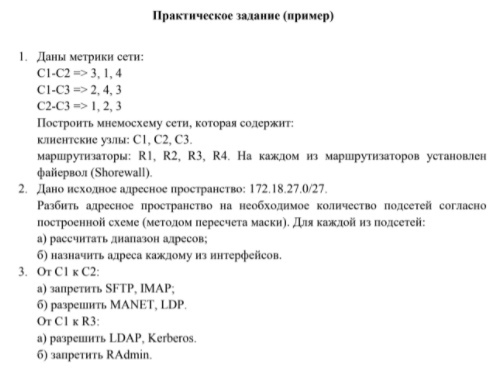 Практическое задание (пример)
1. Даны метрики сети:
C1-C2 => 3, 1, 4
C1-C3 => 2, 4, 3
C2-C3 => 1, 2, 3
Построить мнемосхему сети, которая содержит:
клиентские узлы: C1, C2, C3.
маршрутизаторы: R1, R2, R3, R4. На каждом из маршрутизаторов установлен
файервол (Shorewall).
2. Дано исходное адресное пространство: 172.18.27.0/27.
Разбить адресное пространство на необходимое количество подсетей согласно
построенной схеме (методом пересчета маски). Для каждой из подсетей:
а) рассчитать диапазон адресов;
б) назначить адреса каждому из интерфейсов.
3. От C1 к C2:
а) запретить SFTP, IMAP;
б) разрешить MANET, LDP.
От C1 к R3:
а) разрешить LDAP, Kerberos.
б) запретить RAdmin.